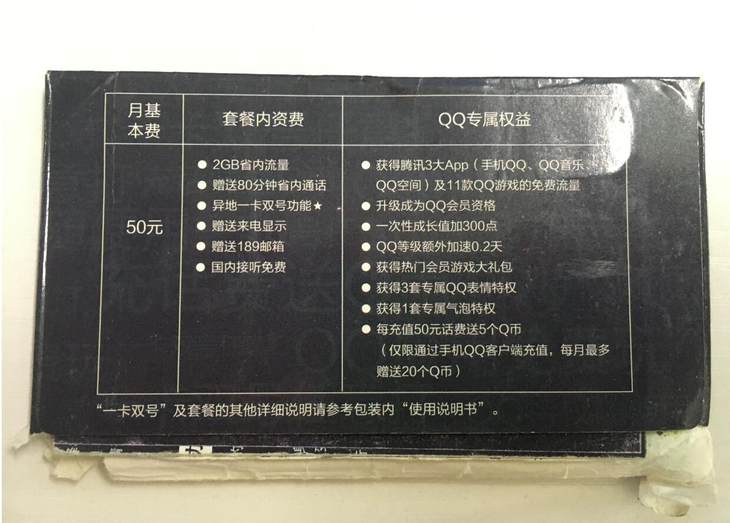 月基
本费
套餐内资费
QQ专属权益
50元
● 2GB省内流量
● 赠送80分钟省内通话
● 异地一卡双号功能★
● 赠送来电显示
● 赠送189邮箱
● 国内接听免费
● 获得腾讯3大App（手机QQ、QQ音乐、
QQ空间）及11款QQ游戏的免费流量
● 升级成为QQ会员资格
● 一次性成长值加300点
● QQ等级额外加速0.2天
● 获得热门会员游戏大礼包
● 获得3套专属QQ表情特权
● 获得1套专属气泡特权
● 每充值50元话费送5个Q币
（仅限通过手机QQ客户端充值，每月最多
赠送20个Q币）
“一卡双号”及套餐的其他详细说明请参考包装内“使用说明书”。